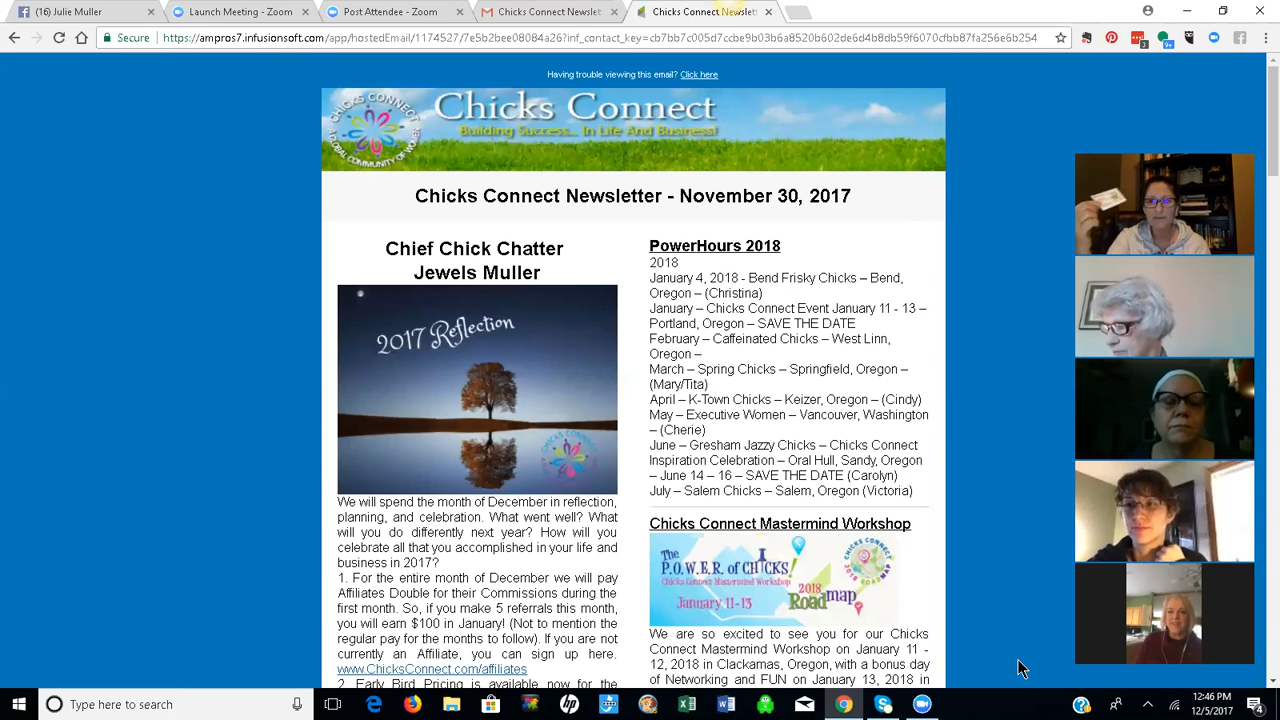 (16) Julie Muller
Launch Meeting - Zoom
Post Attendee - Zoom
Chicks Connect Newslet
Chicks Connect Newslett
Secure
https://ampros7.infusionsoft.com/app/hostedEmail/1174527/7e5b2bee08084a26?inf_contact_key=cb7bb7c005d7ccbe9b03b6a8520b602de6d4b8db59f6070cfbb87fa256e6b254
Having trouble viewing this email? Click here
CHICKS CONNECT
A GLOBAL COMMUNITY OF WOMEN
Chicks Connect
Building Success... In Life And Business!
Chicks Connect Newsletter - November 30, 2017
Chief Chick Chatter
Jewels Muller
2017 Reflection
We will spend the month of December in reflection,
planning, and celebration. What went well? What
will you do differently next year? How will you
celebrate all that you accomplished in your life and
business in 2017?
1. For the entire month of December we will pay
Affiliates Double for their Commissions during the
first month. So, if you make 5 referrals this month,
you will earn $100 in January! (Not to mention the
regular pay for the months to follow). If you are not
currently an Affiliate, you can sign up here.
www.ChicksConnect.com/affiliates
2. Early Bird Pricing is available now for the
PowerHours 2018
2018
January 4, 2018 - Bend Frisky Chicks – Bend,
Oregon – (Christina)
January – Chicks Connect Event January 11 - 13 –
Portland, Oregon – SAVE THE DATE
February – Caffeinated Chicks – West Linn,
Oregon –
March – Spring Chicks – Springfield, Oregon –
(Mary/Tita)
April – K-Town Chicks – Keizer, Oregon – (Cindy)
May – Executive Women – Vancouver, Washington
– (Cherie)
June – Gresham Jazzy Chicks – Chicks Connect
Inspiration Celebration – Oral Hull, Sandy, Oregon
– June 14 – 16 – SAVE THE DATE (Carolyn)
July – Salem Chicks – Salem, Oregon (Victoria)
Chicks Connect Mastermind Workshop
The
P.O.W.E.R. of CHICKS
Chicks Connect Mastermind Workshop
January 11-13
2018
Road map
We are so excited to see you for our Chicks
Connect Mastermind Workshop on January 11 -
12, 2018 in Clackamas, Oregon, with a bonus day
of Networking and FUN on January 13, 2018 in
Type here to search
12:46 PM
12/5/2017